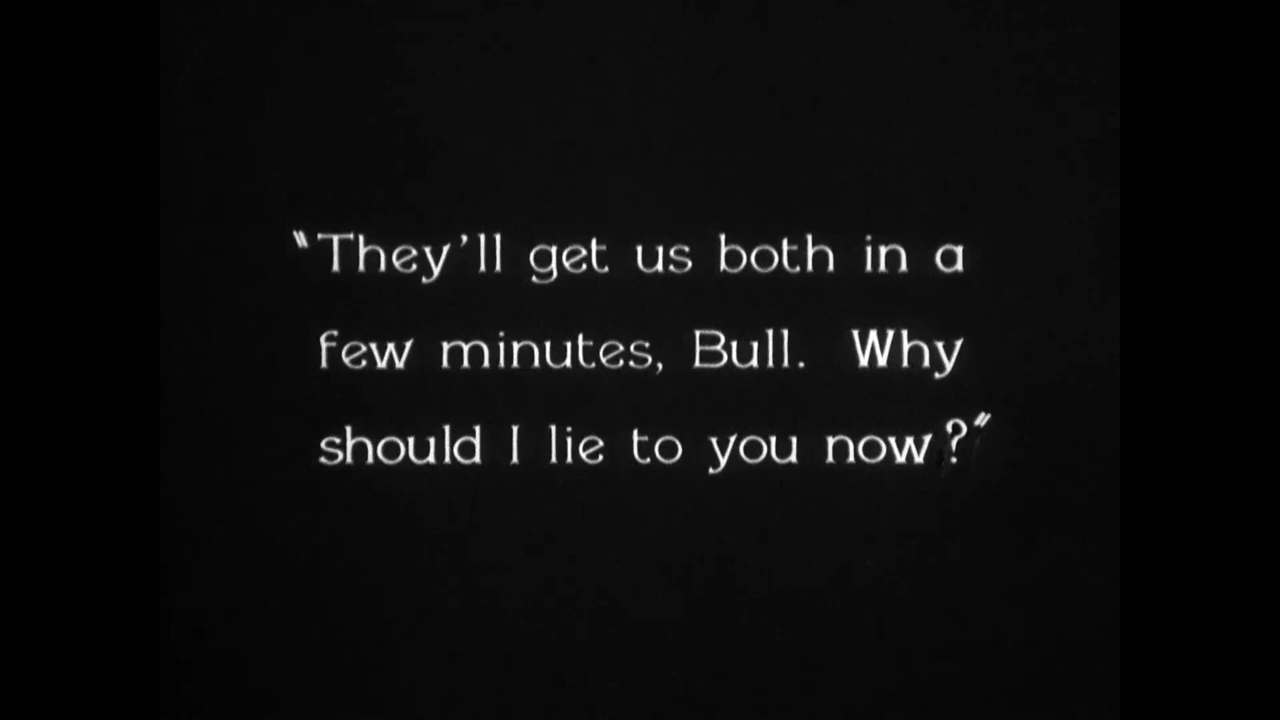 "They'll get us both in a
few minutes, Bull. Why
should I lie to you now?"